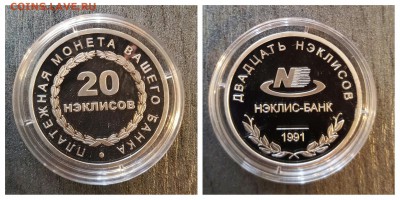 COINS.LAVE.RU
ПЛАТЕЖНАЯ МОНЕТА ВАШЕГО БАНКА
20
НЭКЛИСОВ
ДВАДЦАТЬ НЭКЛИСОВ
N
НЭКЛИС-БАНК
1991